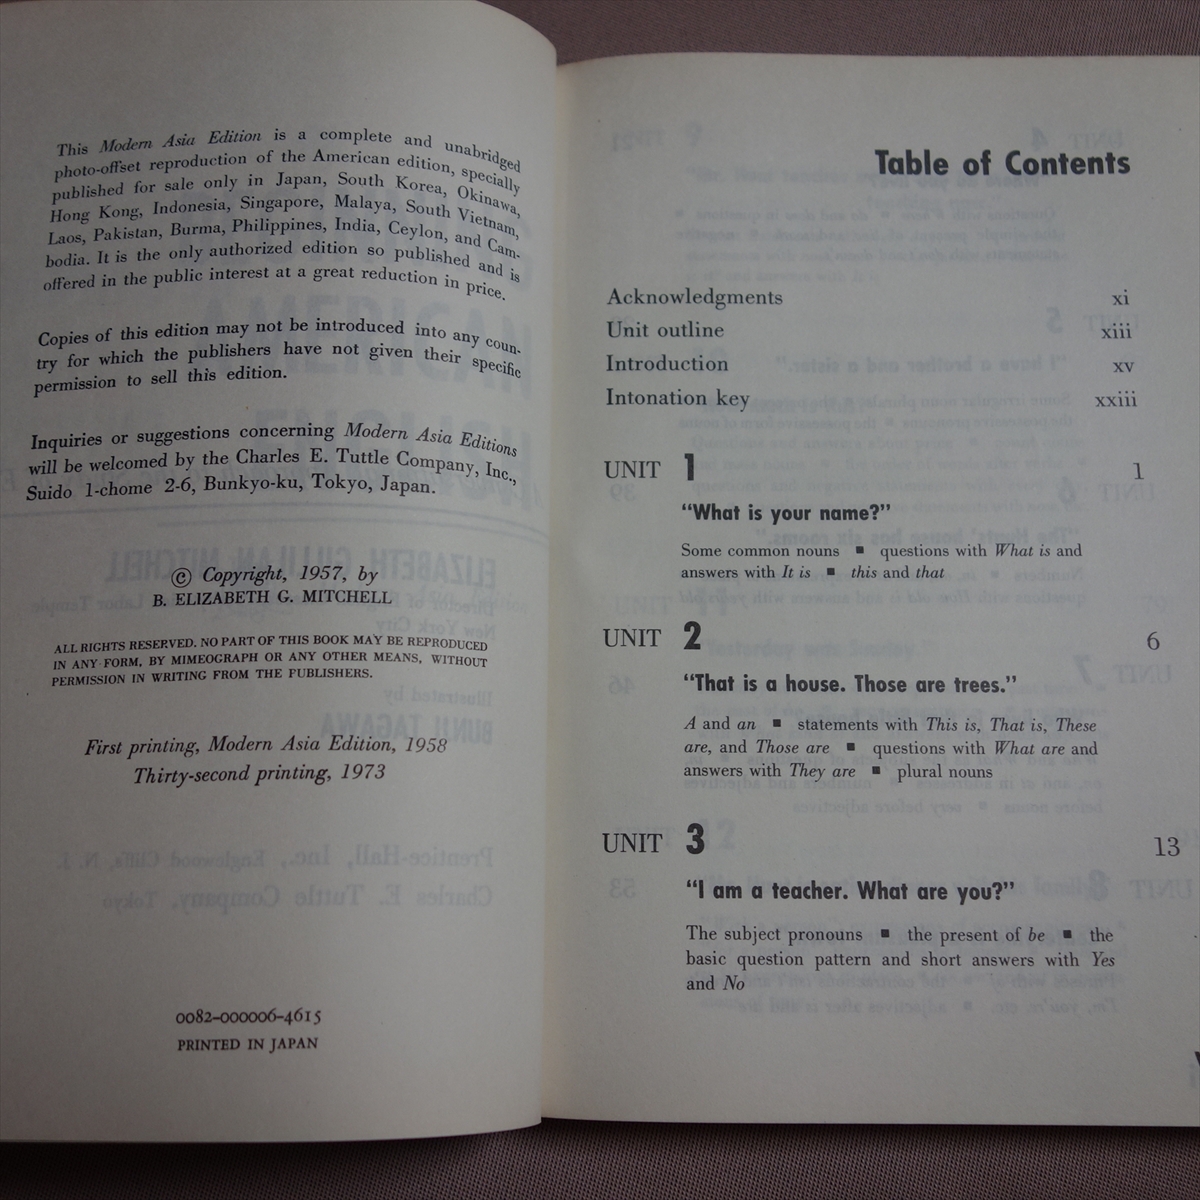 This Modern Asia Edition is a complete and unabridged
photo-offset reproduction of the American edition, specially
published for sale only in Japan, South Korea, Okinawa,
Hong Kong, Indonesia, Singapore, Malaya, South Vietnam,
Laos, Pakistan, Burma, Philippines, India, Ceylon, and Cam-
bodia. It is the only authorized edition so published and is
offered in the public interest at a great reduction in price.
Copies of this edition may not be introduced into any coun-
try for which the publishers have not given their specific
permission to sell this edition.
Inquiries or suggestions concerning Modern Asia Editions
will be welcomed by the Charles E. Tuttle Company, Inc.,
Suido 1-chome 2-6, Bunkyo-ku, Tokyo, Japan.
© Copyright, 1957, by
B. ELIZABETH G. MITCHELL
ALL RIGHTS RESERVED. NO PART OF THIS BOOK MAY BE REPRODUCED
IN ANY FORM, BY MIMEOGRAPH OR ANY OTHER MEANS, WITHOUT
PERMISSION IN WRITING FROM THE PUBLISHERS.
First printing, Modern Asia Edition, 1958
Thirty-second printing, 1973
0082-000006-4615
PRINTED IN JAPAN
Table of Contents
Acknowledgments xi
Unit outline xiii
Introduction xv
Intonation key xxiii
UNIT 1 1
“What is your name?”
Some common nouns ■ questions with What is and
answers with It is ■ this and that
UNIT 2 6
“That is a house. Those are trees.”
A and an ■ statements with This is, That is, These
are, and Those are ■ questions with What are and
answers with They are ■ plural nouns
UNIT 3 13
“I am a teacher. What are you?”
The subject pronouns ■ the present of be ■ the
basic question pattern and short answers with Yes
and No